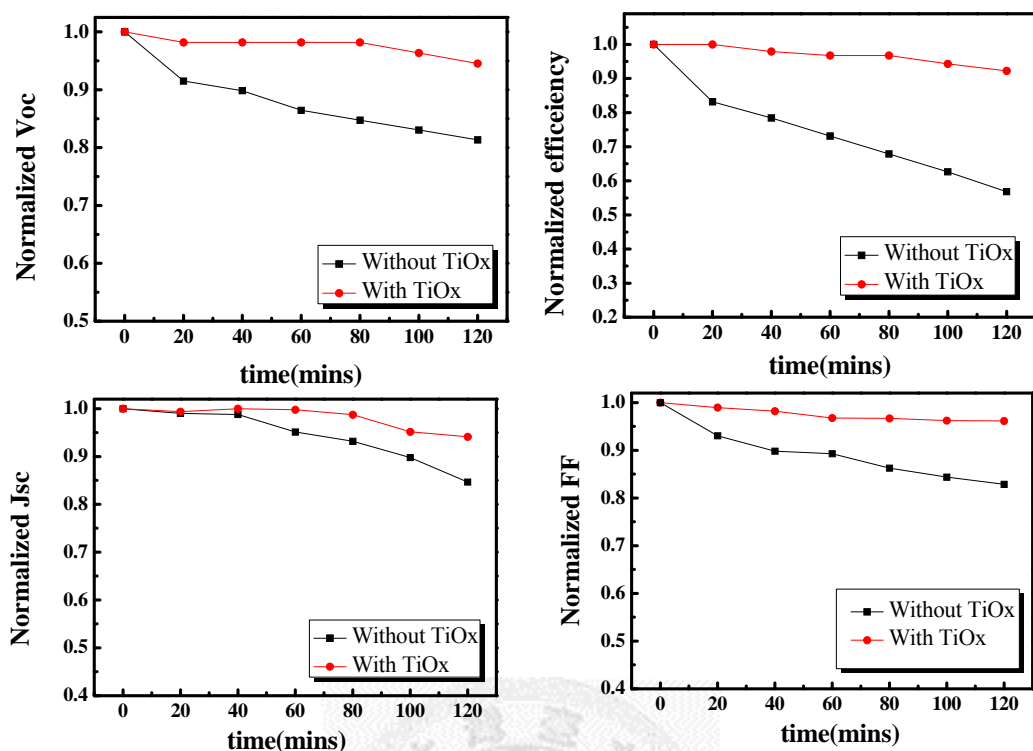 Normalized Voc
1.0
0.9
0.8
0.7
0.6
0.5
Without TiOx
With TiOx
0 20 40 60 80 100 120
time(mins)
Normalized efficeiency
1.0
0.9
0.8
0.7
0.6
0.5
0.4
0.3
0.2
Without TiOx
With TiOx
0 20 40 60 80 100 120
time(mins)
Normalized Jsc
1.0
0.9
0.8
0.7
0.6
0.5
0.4
Without TiOx
With TiOx
0 20 40 60 80 100 120
time(mins)
Normalized FF
1.0
0.9
0.8
0.7
0.6
0.5
0.4
Without TiOx
With TiOx
0 20 40 60 80 100 120
time(mins)